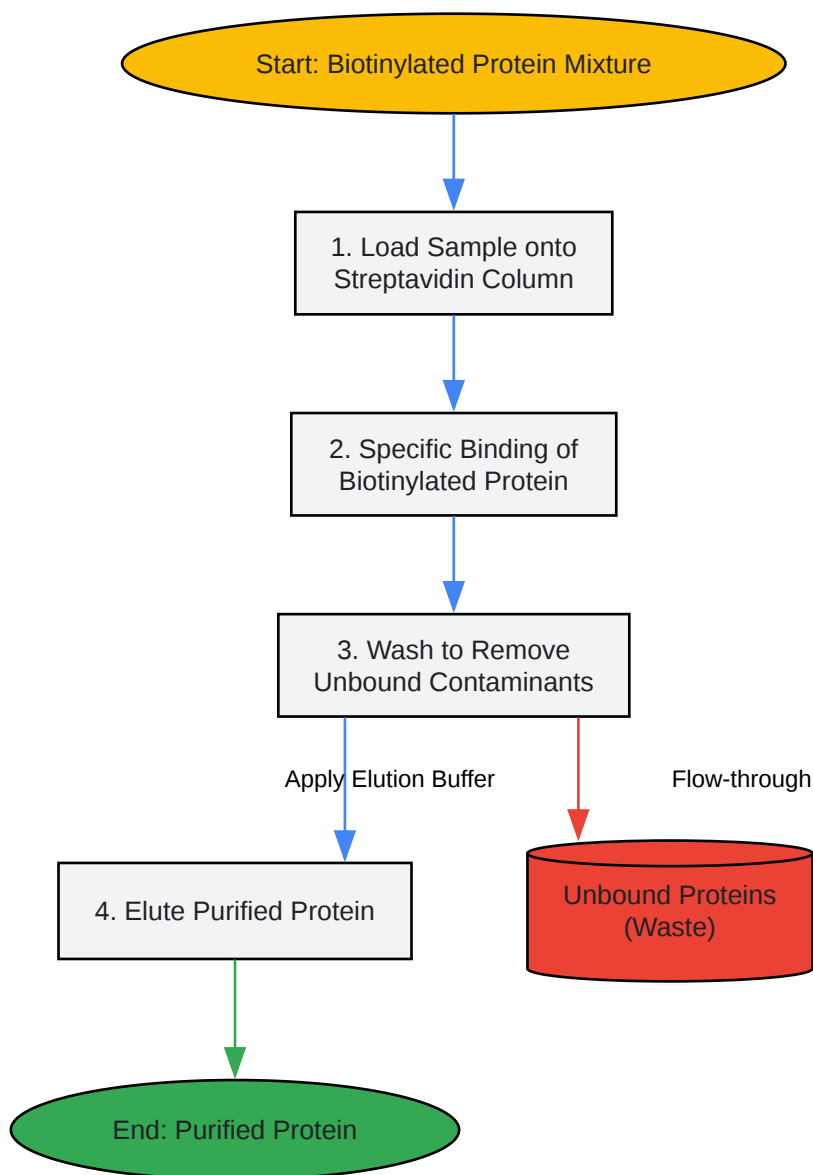 Start: Biotinylated Protein Mixture
1. Load Sample onto
Streptavidin Column
2. Specific Binding of
Biotinylated Protein
3. Wash to Remove
Unbound Contaminants
Apply Elution Buffer
Flow-through
4. Elute Purified Protein
Unbound Proteins
(Waste)
End: Purified Protein